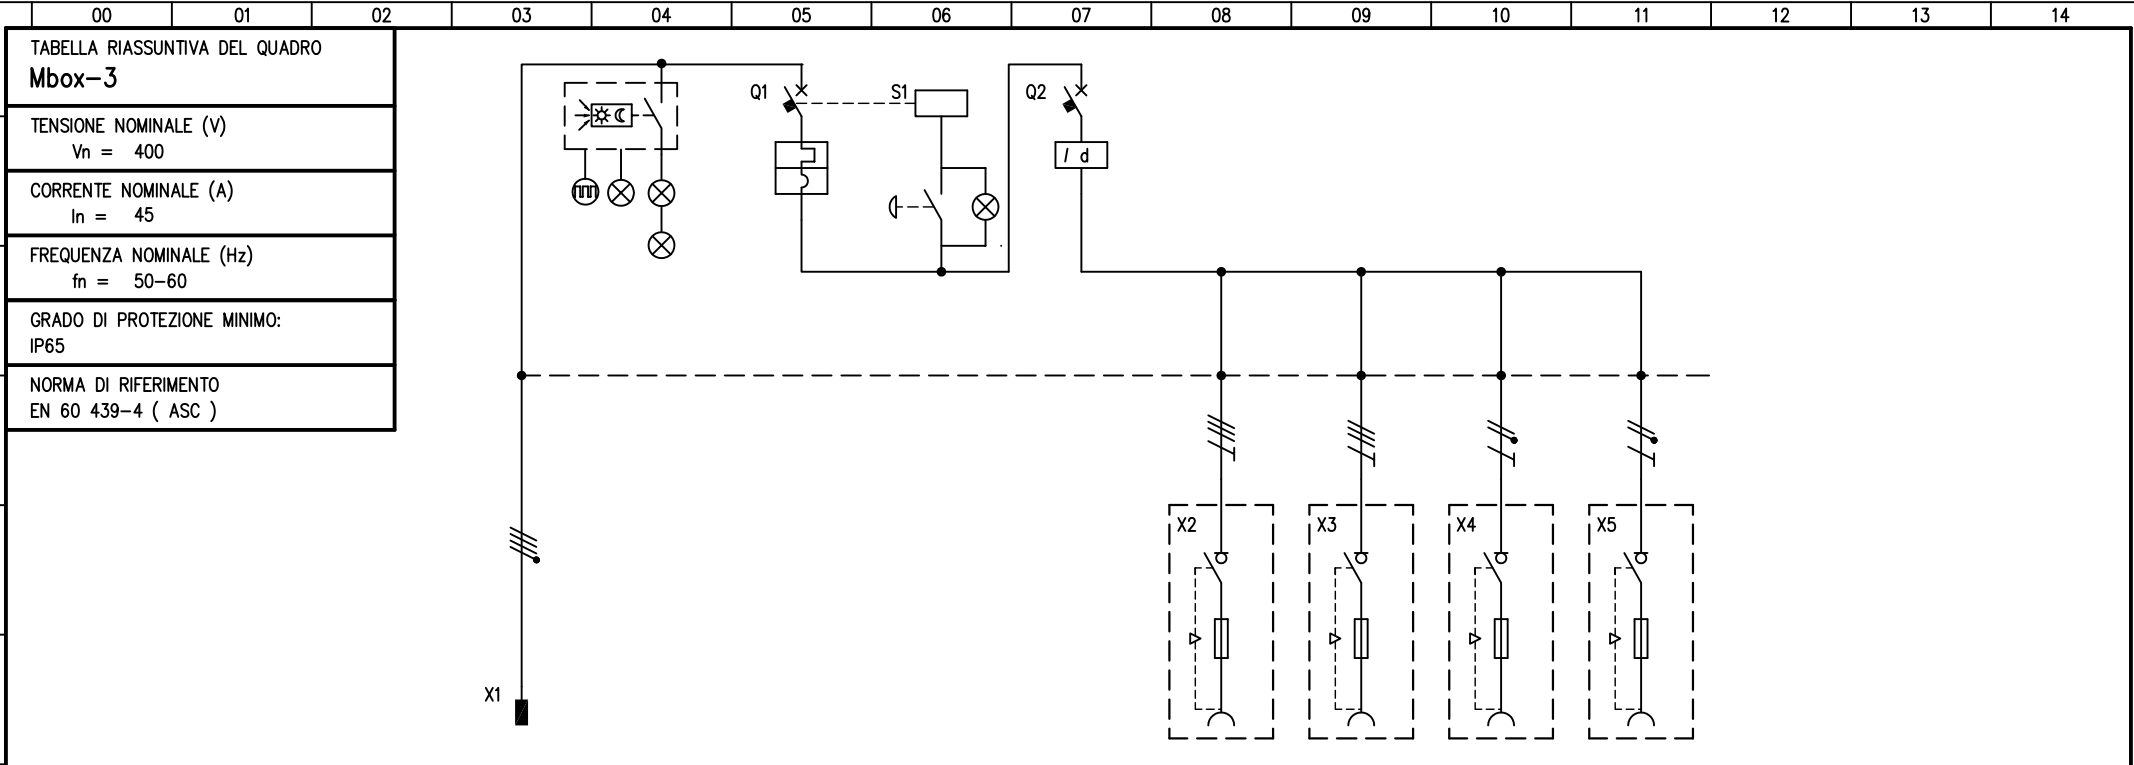 00 01 02 03 04 05 06 07 08 09 10 11 12 13 14
TABELLA RIASSUNTIVA DEL QUADRO
Mbox-3
TENSIONE NOMINALE (V)
Vn = 400
CORRENTE NOMINALE (A)
In = 45
FREQUENZA NOMINALE (Hz)
fn = 50-60
GRADO DI PROTEZIONE MINIMO:
IP65
NORMA DI RIFERIMENTO
EN 60 439-4 ( ASC )
Q1
S1
Q2
I d
X2
X3
X4
X5
X1